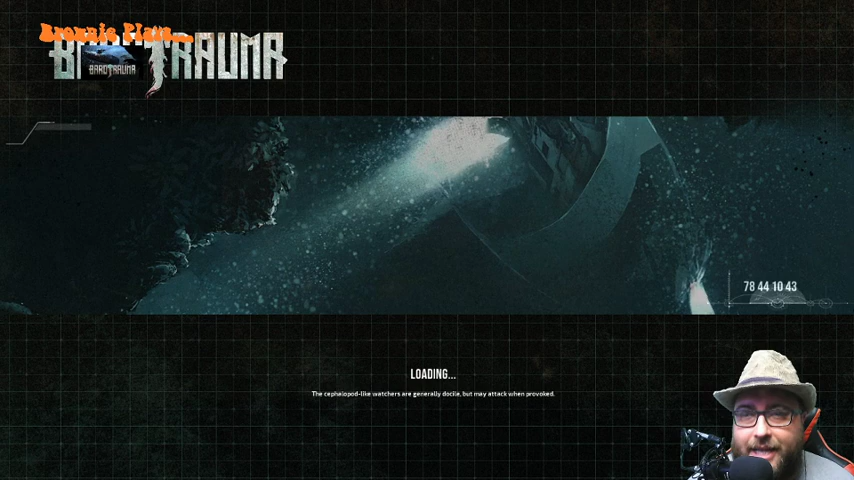 Brownie Plays...
BAROTRAUMA
BAROTRAUMA
78 44 10 43
LOADING...
The cephalopod-like watchers are generally docile, but may attack when provoked.